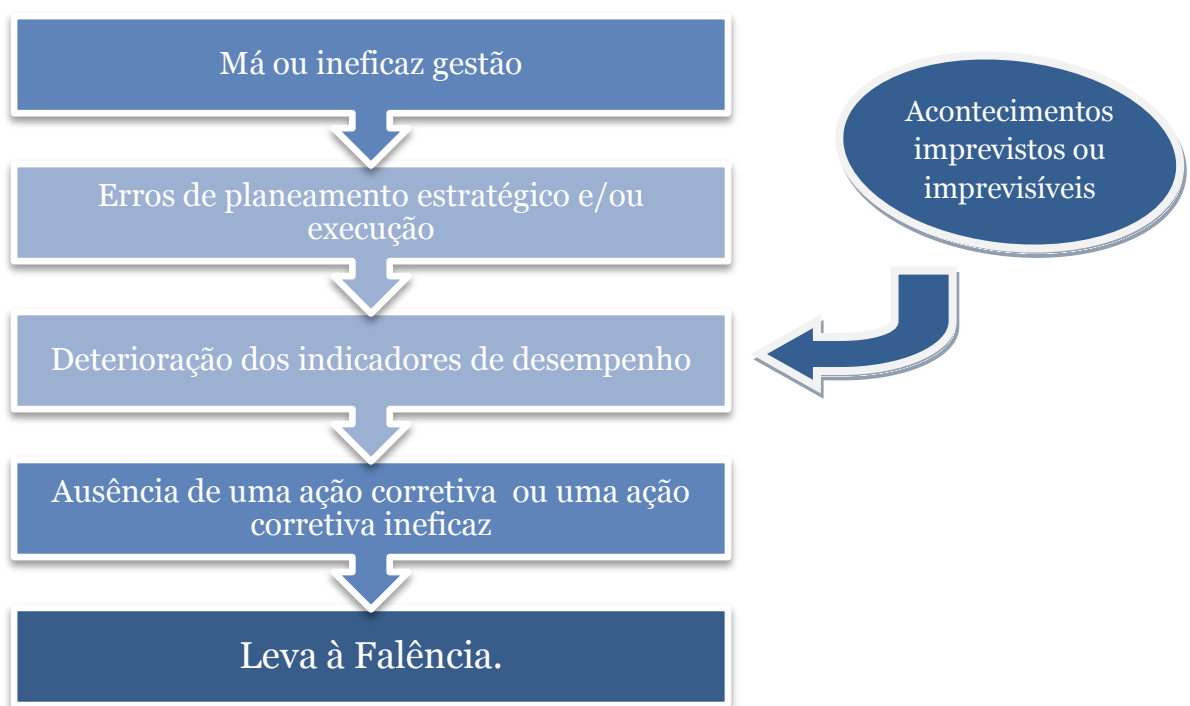 Má ou ineficaz gestão
Acontecimentos
imprevistos ou
imprevisíveis
Erros de planeamento estratégico e/ou
execução
Deterioração dos indicadores de desempenho
Ausência de uma ação corretiva ou uma ação
corretiva ineficaz
Leva à Falência.